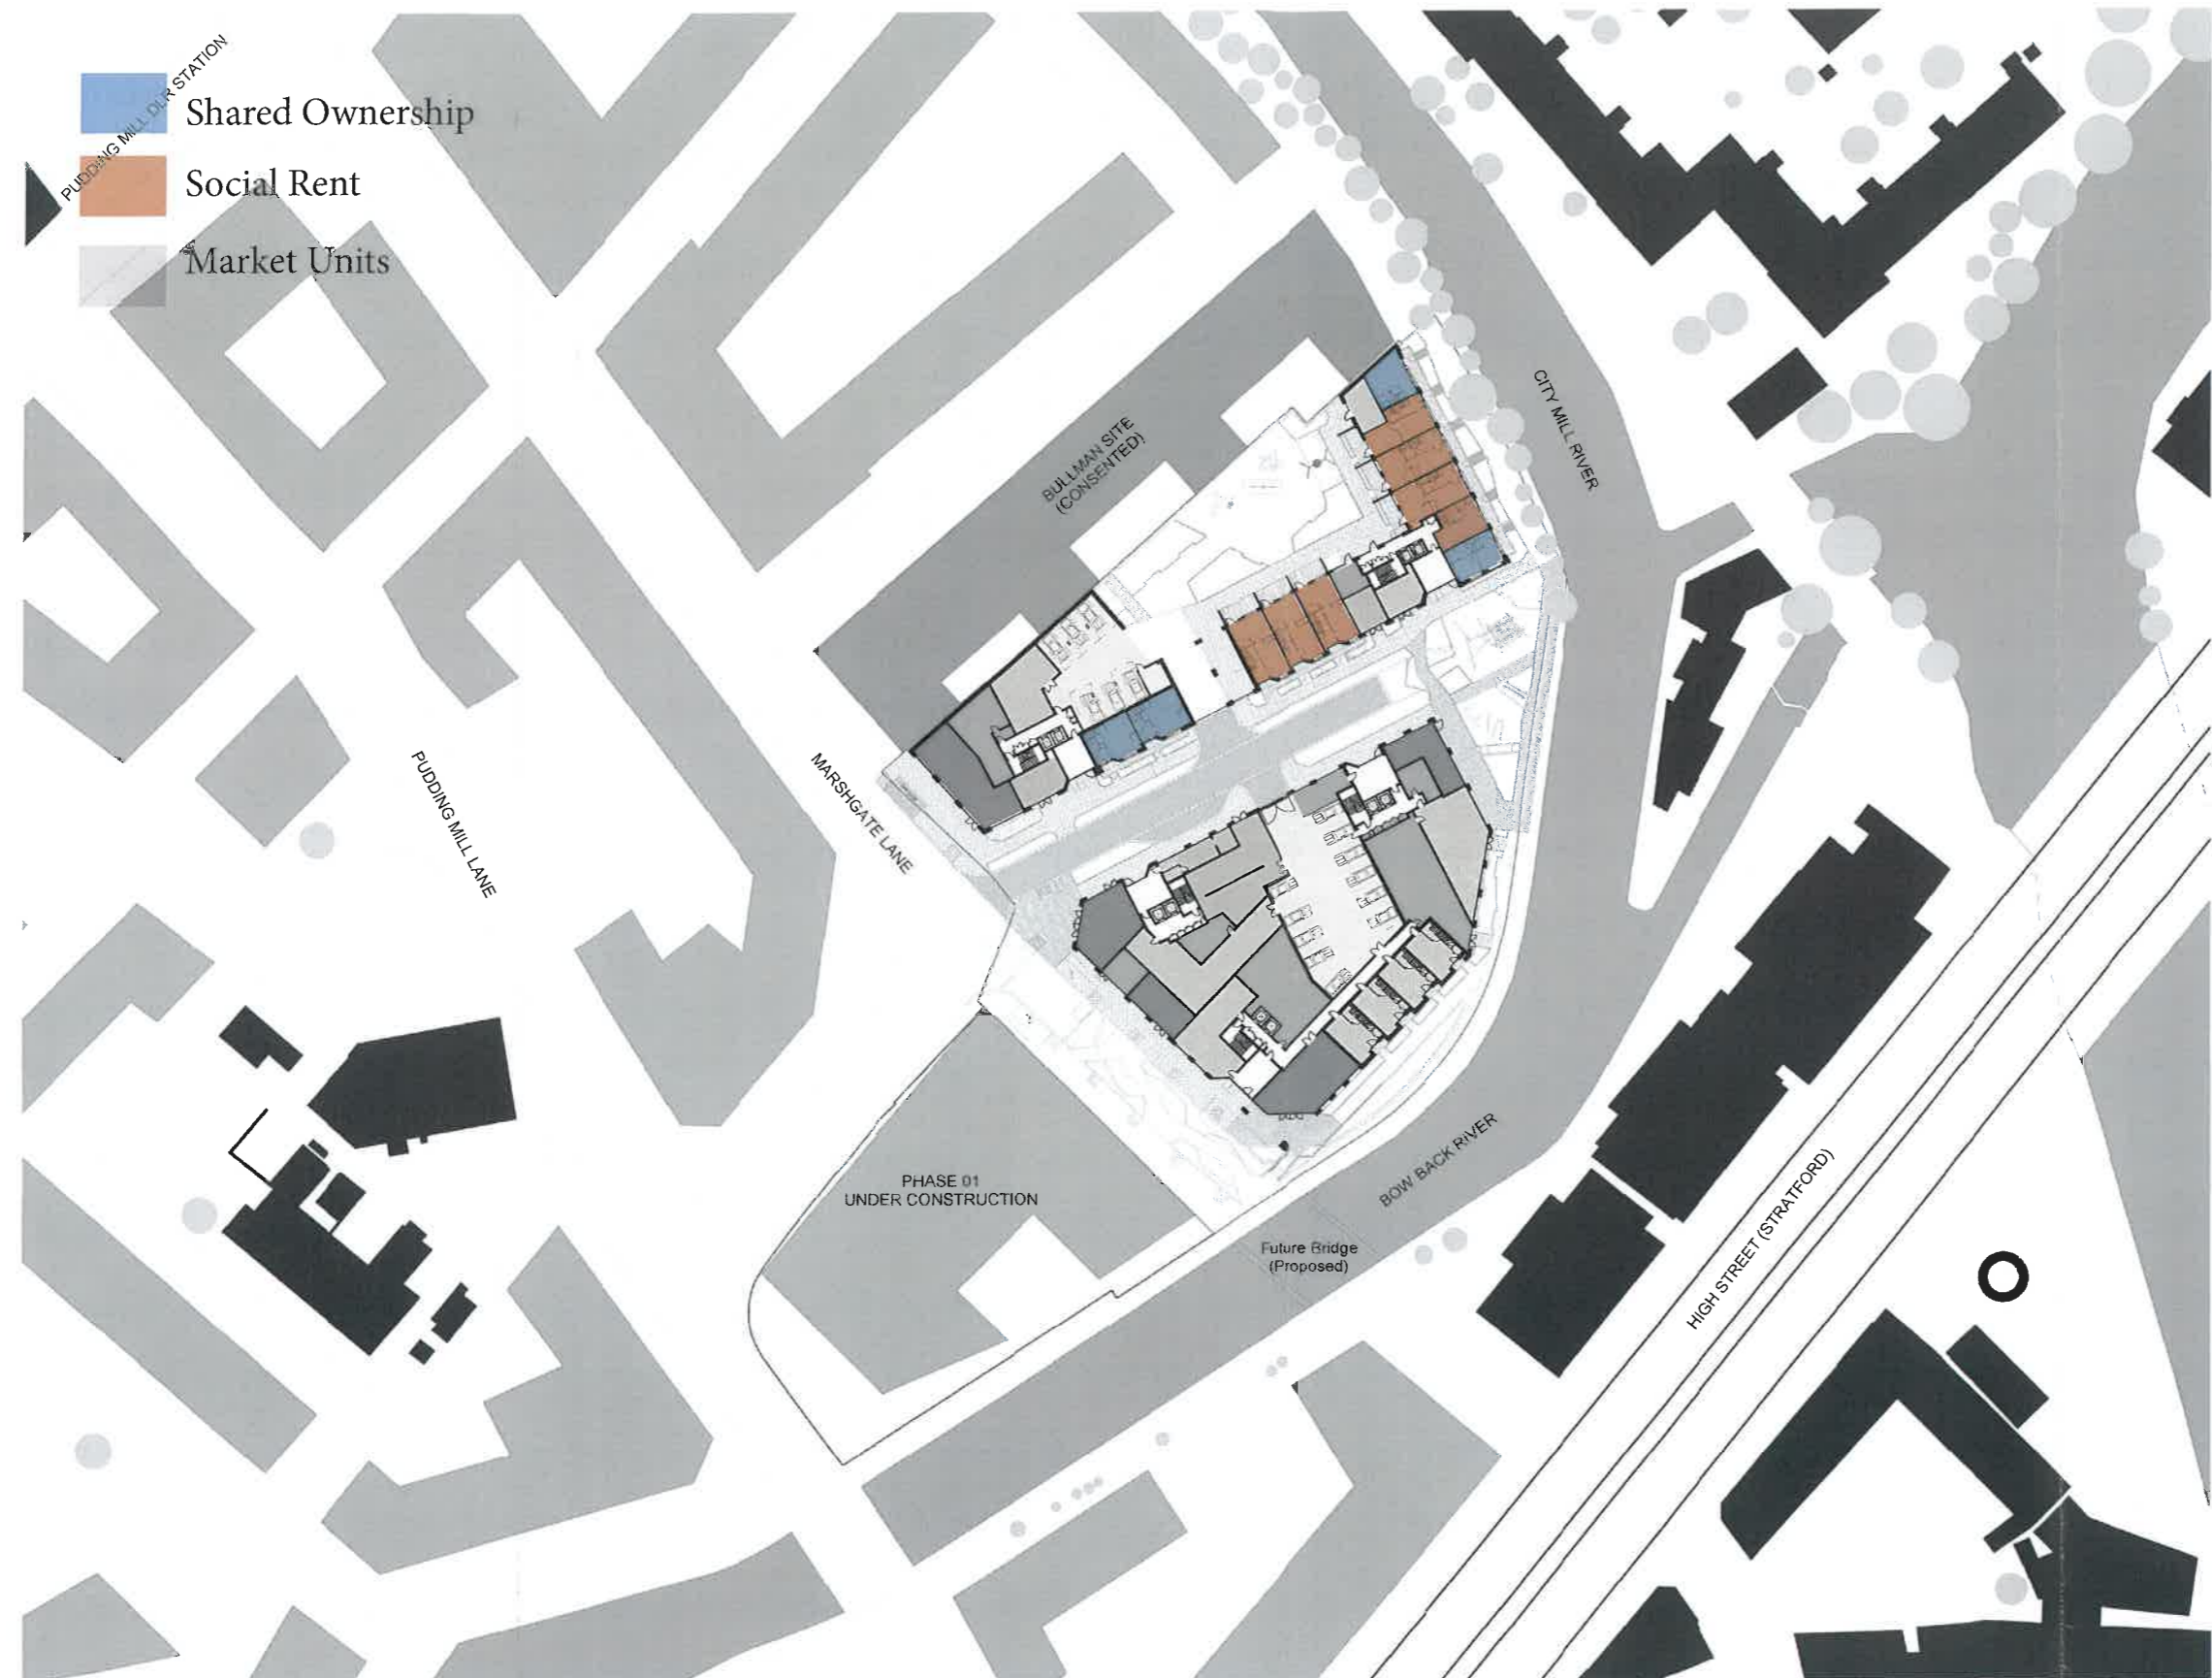 PUDDING MILL DLR STATION
Shared Ownership
Social Rent
Market Units
BULLMAN SITE
(CONSENTED)
CITY MILL RIVER
PUDDING MILL LANE
MARSHGATE LANE
PHASE 01
UNDER CONSTRUCTION
BOW BACK RIVER
Future Bridge
(Proposed)
HIGH STREET (STRATFORD)